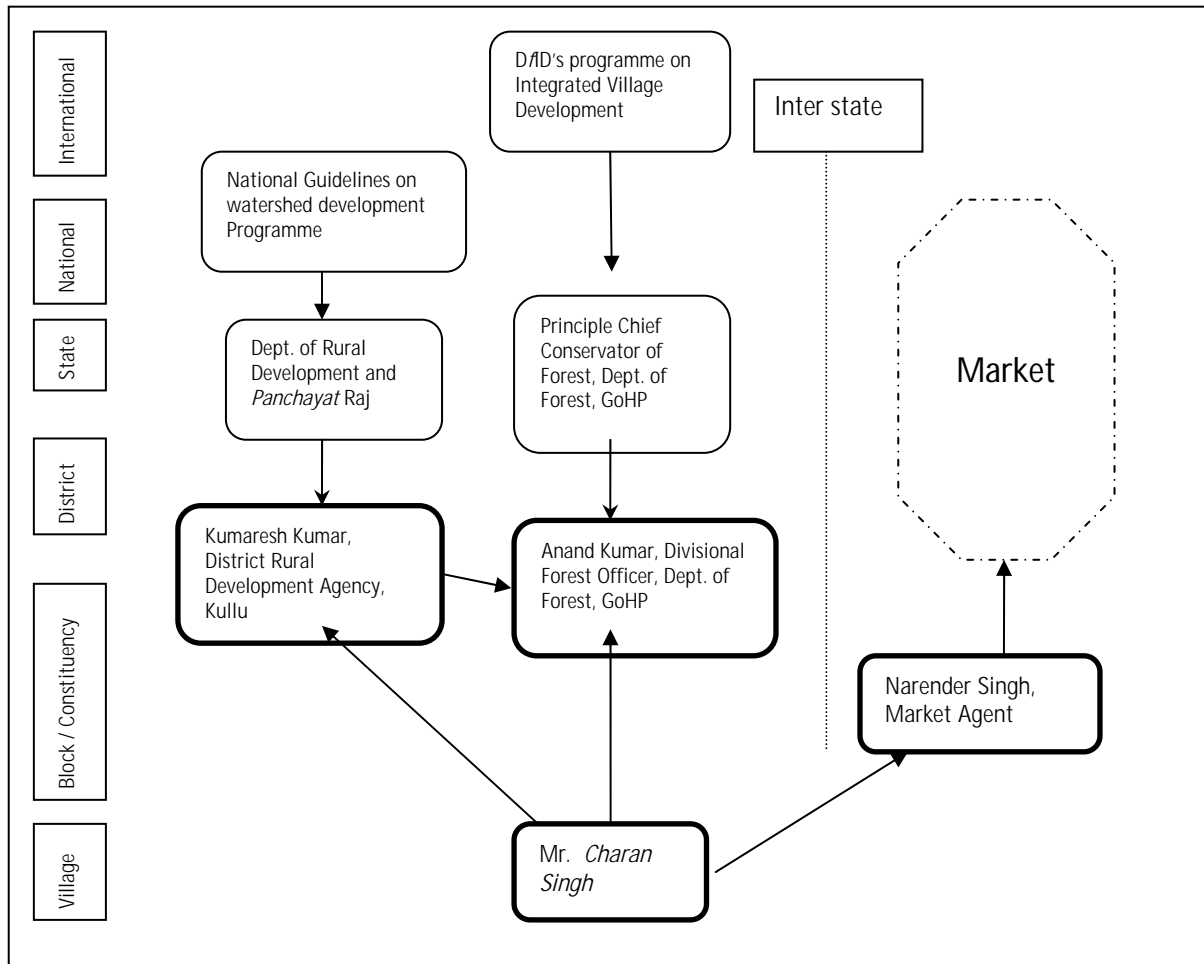 International
National
State
District
Block / Constituency
Village
DfID's programme on
Integrated Village
Development
Inter state
National Guidelines on
watershed development
Programme
Dept. of Rural
Development and
Panchayat Raj
Principle Chief
Conservator of
Forest, Dept. of
Forest, GoHP
Market
Kumaresh Kumar,
District Rural
Development Agency,
Kullu
Anand Kumar, Divisional
Forest Officer, Dept. of
Forest, GoHP
Narender Singh,
Market Agent
Mr. Charan
Singh